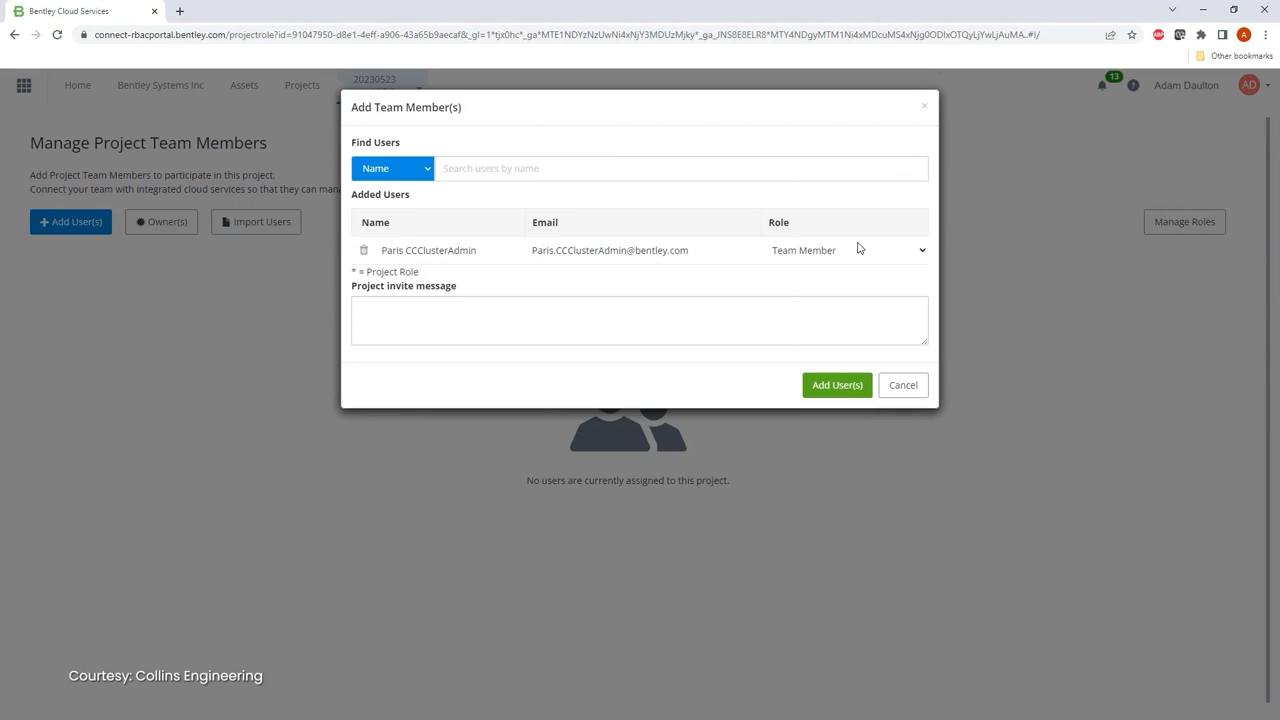 Bentley Cloud Services
connect-rbacportal.bentley.com/projectrole?id=91047950-d8e1-4eff-a906-43a65b9aecaf&_gl=1*tjx0hc*_ga*MTE1NDYzNzUwNi4xNjY3MDUzMjky*_ga_JNS8E8ELR8*MTY4NDgyMTM1Ni4xMDcuMS4xNjg0ODIxOTQyLjYwLjAuMA..#!/
ABP
A
Other bookmarks
Home
Bentley Systems Inc
Assets
Projects
20230523
13
?
Adam Daulton
AD
Manage Project Team Members
Add Project Team Members to participate in this project.
Connect your team with integrated cloud services so that they can
+ Add User(s)
Owner(s)
Import Users
Manage Roles
Add Team Member(s)
×
Find Users
Name
Search users by name
Added Users
Name Email Role
Paris CCClusterAdmin Paris.CCClusterAdmin@bentley.com Team Member
* = Project Role
Project invite message
Add User(s)
Cancel
No users are currently assigned to this project.
Courtesy: Collins Engineering